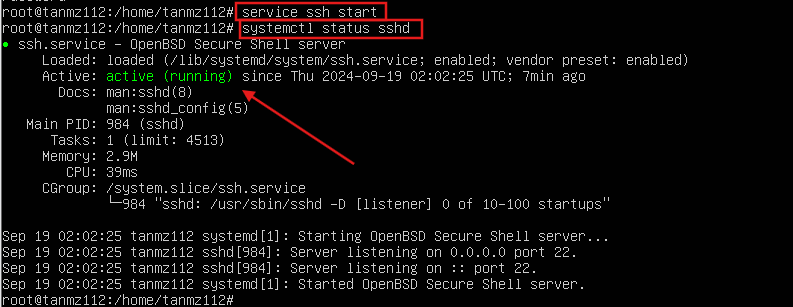 root@tanmz112:/home/tanmz112# service ssh start
root@tanmz112:/home/tanmz112# systemctl status sshd
● ssh.service - OpenBSD Secure Shell server
Loaded: loaded (/lib/systemd/system/ssh.service; enabled; vendor preset: enabled)
Active: active (running) since Thu 2024-09-19 02:02:25 UTC; 7min ago
Docs: man:sshd(8)
man:sshd_config(5)
Main PID: 984 (sshd)
Tasks: 1 (limit: 4513)
Memory: 2.9M
CPU: 39ms
CGroup: /system.slice/ssh.service
└─984 "sshd: /usr/sbin/sshd -D [listener] 0 of 10-100 startups"
Sep 19 02:02:25 tanmz112 systemd[1]: Starting OpenBSD Secure Shell server...
Sep 19 02:02:25 tanmz112 sshd[984]: Server listening on 0.0.0.0 port 22.
Sep 19 02:02:25 tanmz112 sshd[984]: Server listening on :: port 22.
Sep 19 02:02:25 tanmz112 systemd[1]: Started OpenBSD Secure Shell server.
root@tanmz112:/home/tanmz112#